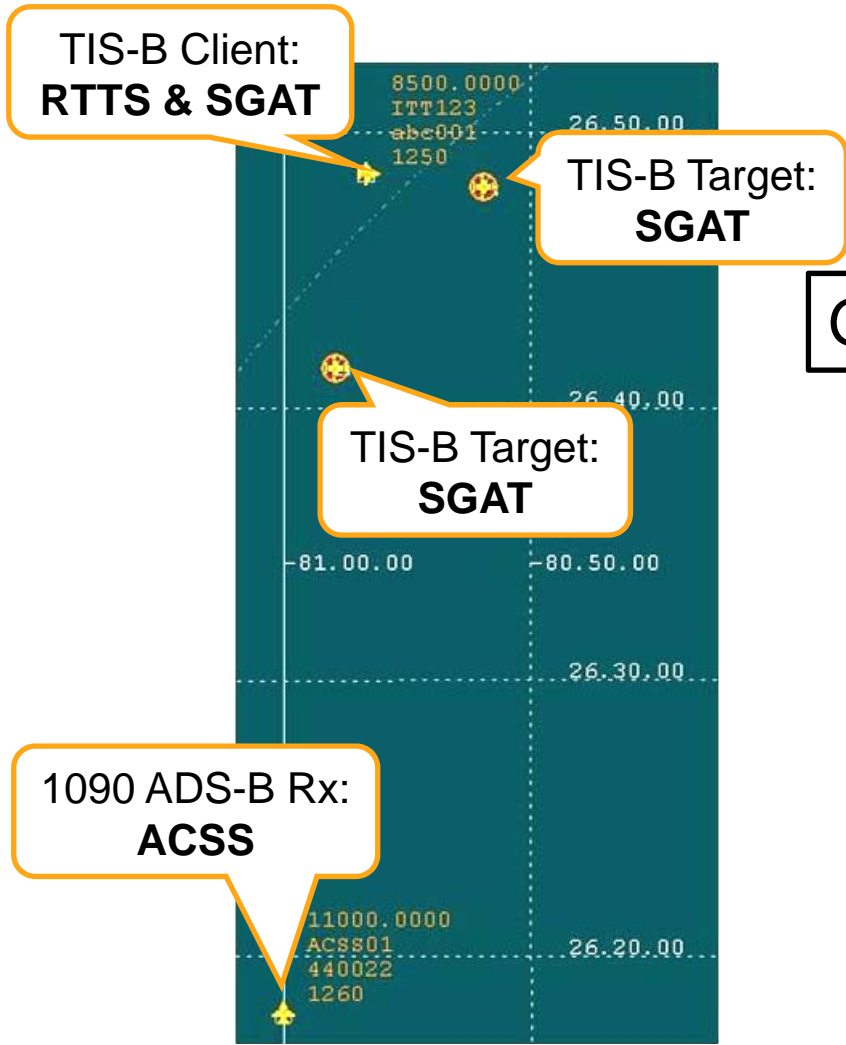 TIS-B Client:
RTTS & SGAT
8500.0000
ITT123
abc001
1250
26.50.00
TIS-B Target:
SGAT
26.40.00
TIS-B Target:
SGAT
-81.00.00
-80.50.00
26.30.00
1090 ADS-B Rx:
ACSS
11000.0000
ACSS01
440022
1260
26.20.00